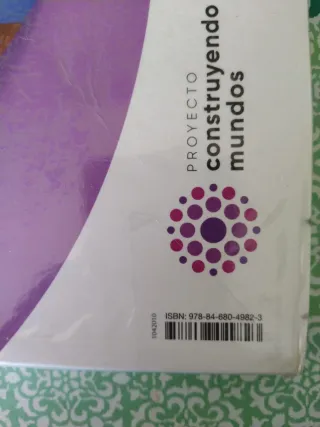 PROYECTO
construyendo
mundos
ISBN: 978-84-680-4982-3